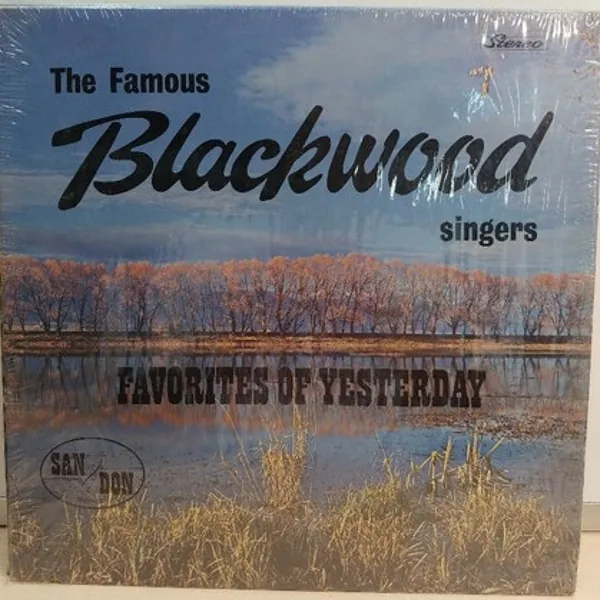 Stereo
The Famous
Blackwood
singers
FAVORITES OF YESTERDAY
SAN
DON